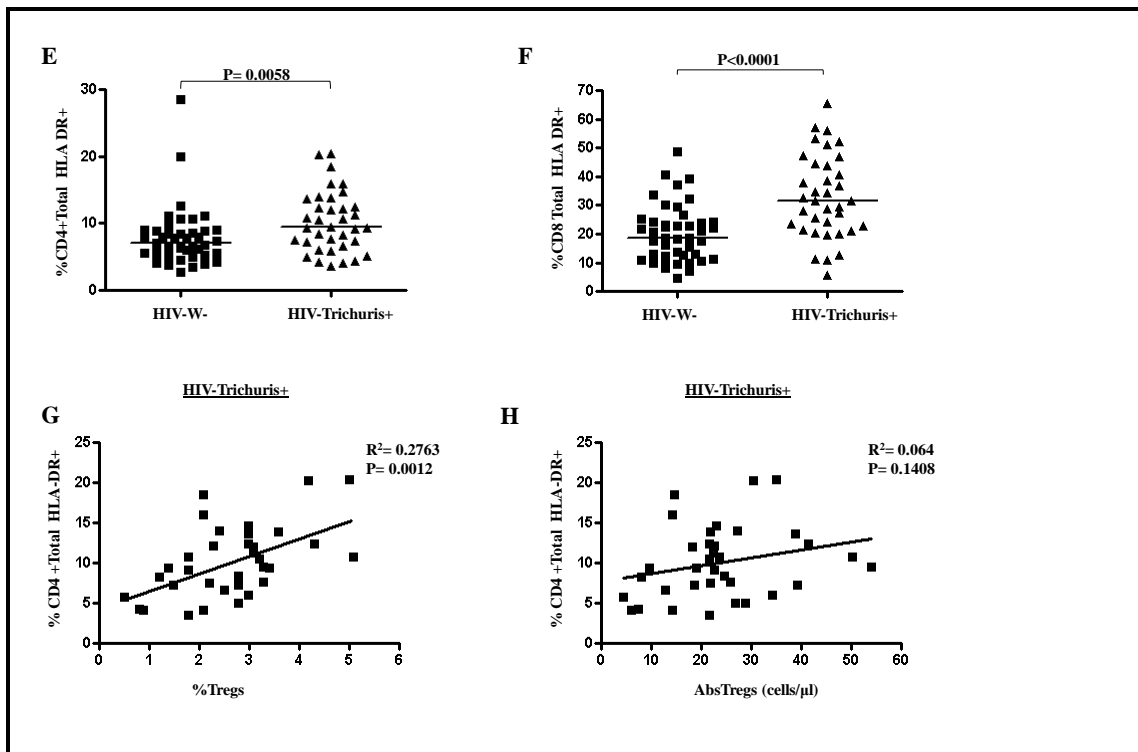 E
P= 0.0058
%CD4+Total HLA DR+
30
20
10
0
HIV-W-
HIV-Trichuris+
F
P<0.0001
%CD8 Total HLA DR+
70
60
50
40
30
20
10
0
HIV-W-
HIV-Trichuris+
HIV-Trichuris+
G
R²= 0.2763
P= 0.0012
% CD4 +Total HLA-DR+
25
20
15
10
5
0
0 1 2 3 4 5 6
%Tregs
HIV-Trichuris+
H
R²= 0.064
P= 0.1408
% CD4 +Total HLA-DR+
25
20
15
10
5
0
0 10 20 30 40 50 60
AbsTregs (cells/µl)